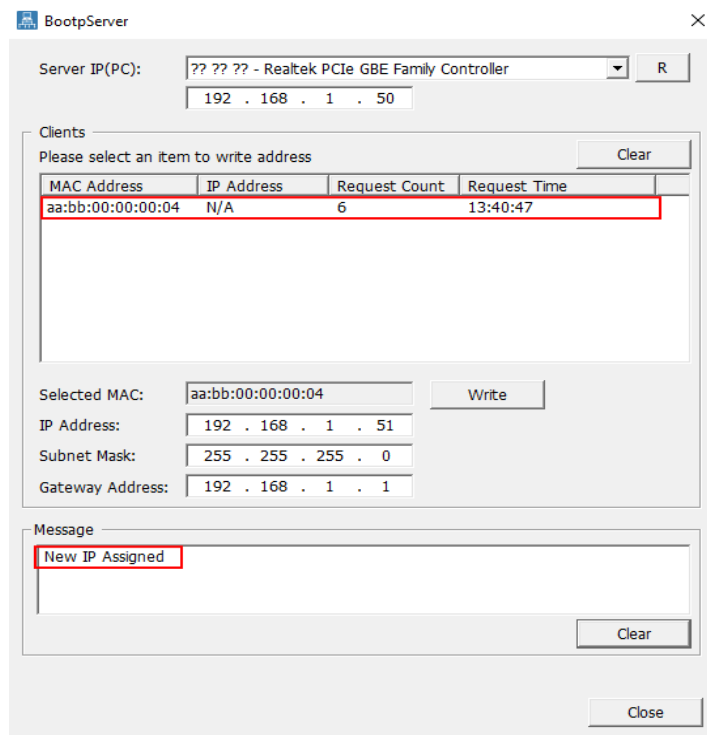 BootpServer
Server IP(PC): ?? ?? ?? - Realtek PCIe GBE Family Controller R
192 . 168 . 1 . 50
Clients
Please select an item to write address Clear
MAC Address IP Address Request Count Request Time
aa:bb:00:00:00:04 N/A 6 13:40:47
Selected MAC: aa:bb:00:00:00:04 Write
IP Address: 192 . 168 . 1 . 51
Subnet Mask: 255 . 255 . 255 . 0
Gateway Address: 192 . 168 . 1 . 1
Message
New IP Assigned
Clear
Close